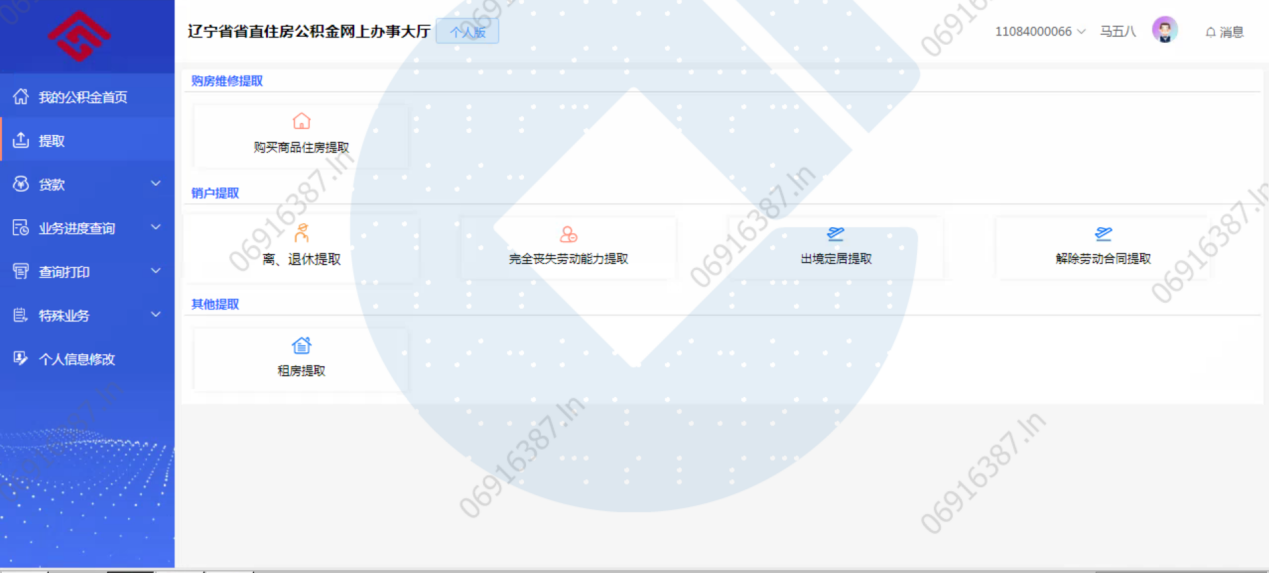 辽宁省省直住房公积金网上办事大厅 个人版 11084000066 马五八 消息
我的公积金首页
提取
贷款
业务进度查询
查询打印
特殊业务
个人信息修改
购房维修提取
购买商品住房提取
销户提取
离、退休提取 完全丧失劳动能力提取 出境定居提取 解除劳动合同提取
其他提取
租房提取
06916387.ln
06916387.ln
06916387.ln
06916387.ln
06916387.ln